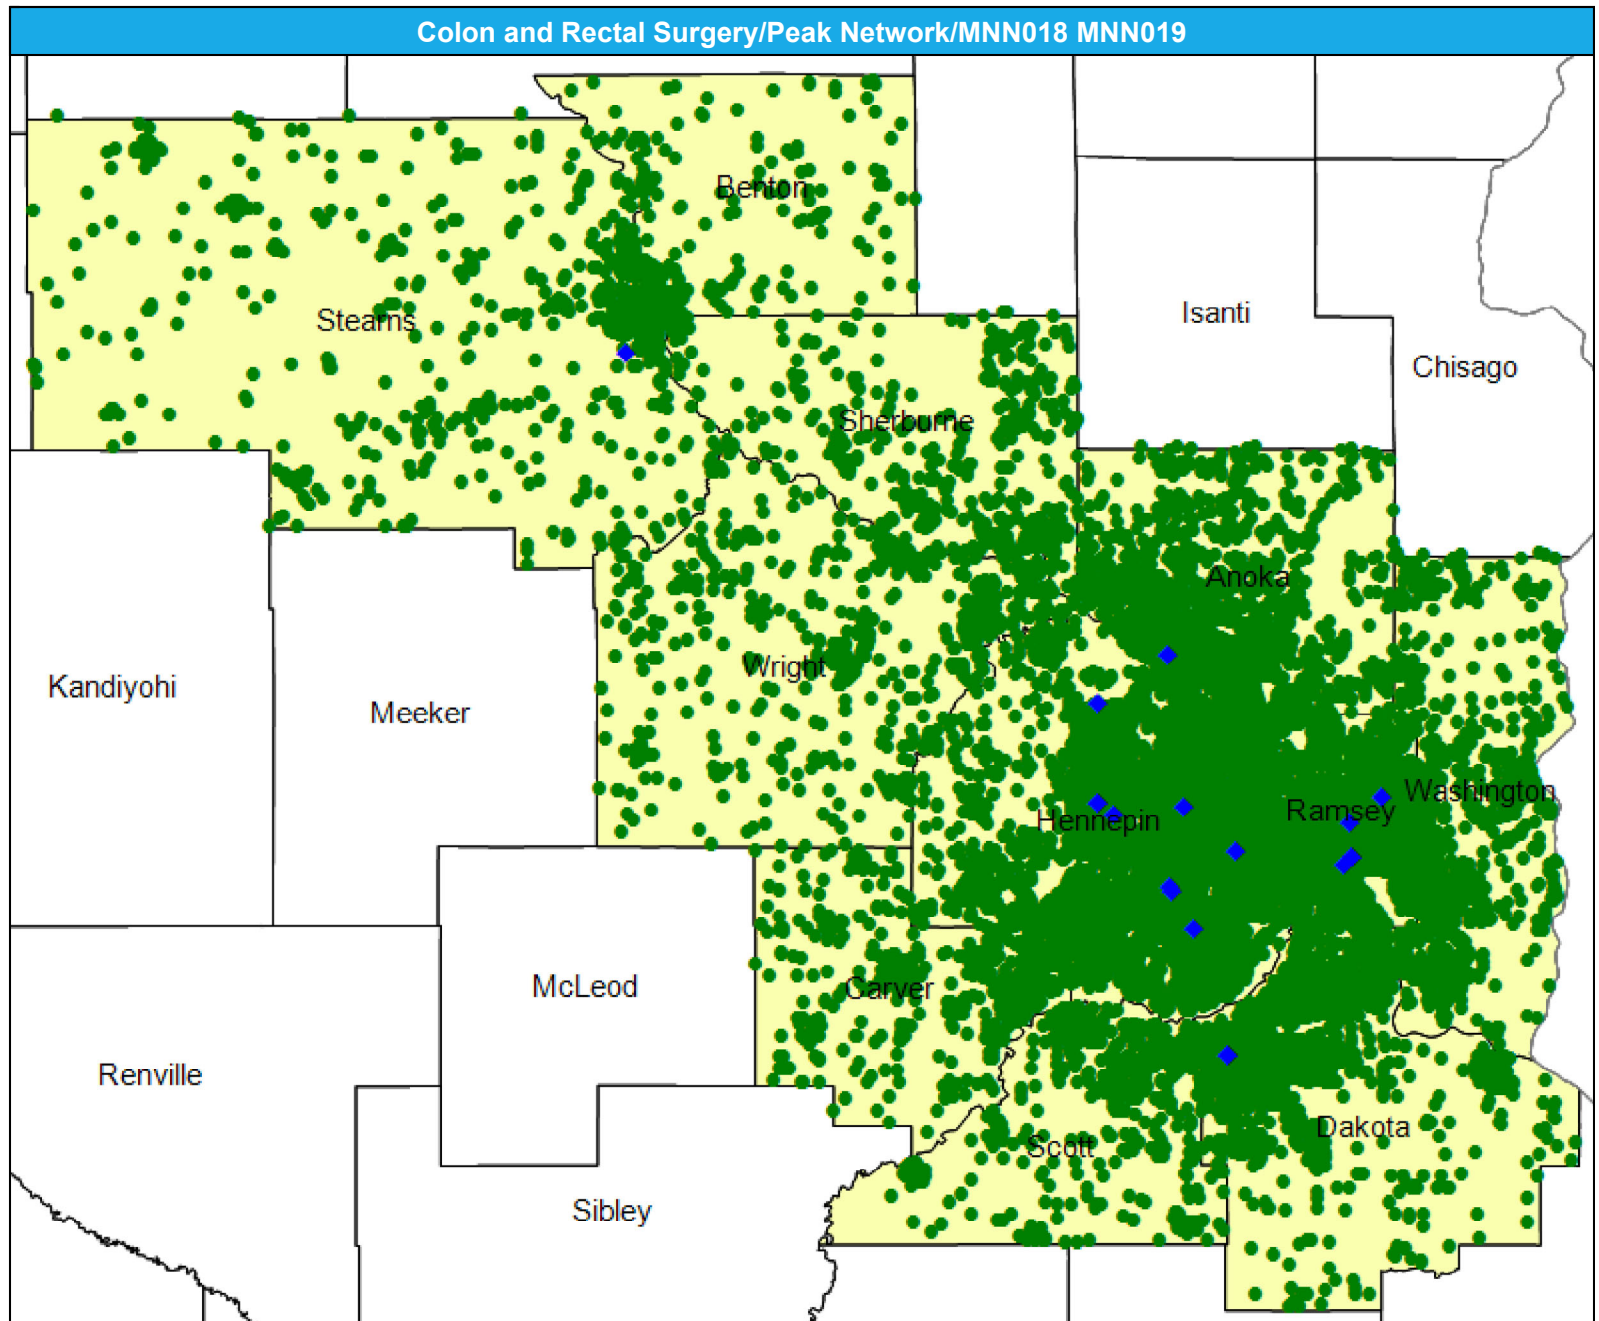 Colon and Rectal Surgery/Peak Network/MNN018 MNN019
Benton
Isanti
Stearns
Chisago
Sherburne
Anoka
Wright
Kandiyohi
Meeker
Washington
Ramsey
Hennepin
McLeod
Carver
Renville
Dakota
Scott
Sibley